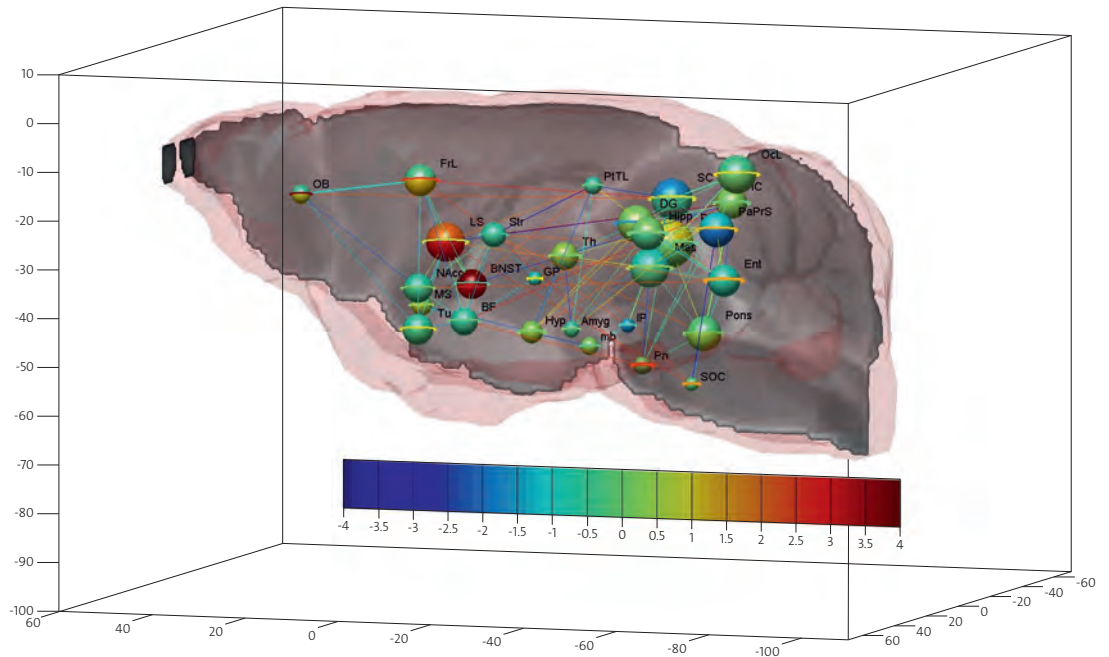 10
0
-10
-20
-30
-40
-50
-60
-70
-80
-90
-100
OB
FrL
PtTL
SC
OcL
IC
DG
PaPrS
LS
Str
Hipp
Th
NAcc
BNST
GP
Ent
MS
Tu
BF
Hyp
Amyg
IP
Pons
mb
Pn
SOC
-4
-3.5
-3
-2.5
-2
-1.5
-1
-0.5
0
0.5
1
1.5
2
2.5
3
3.5
4
60
40
20
0
-20
-40
-60
-80
-100
60
40
20
0
-20
-40
-60